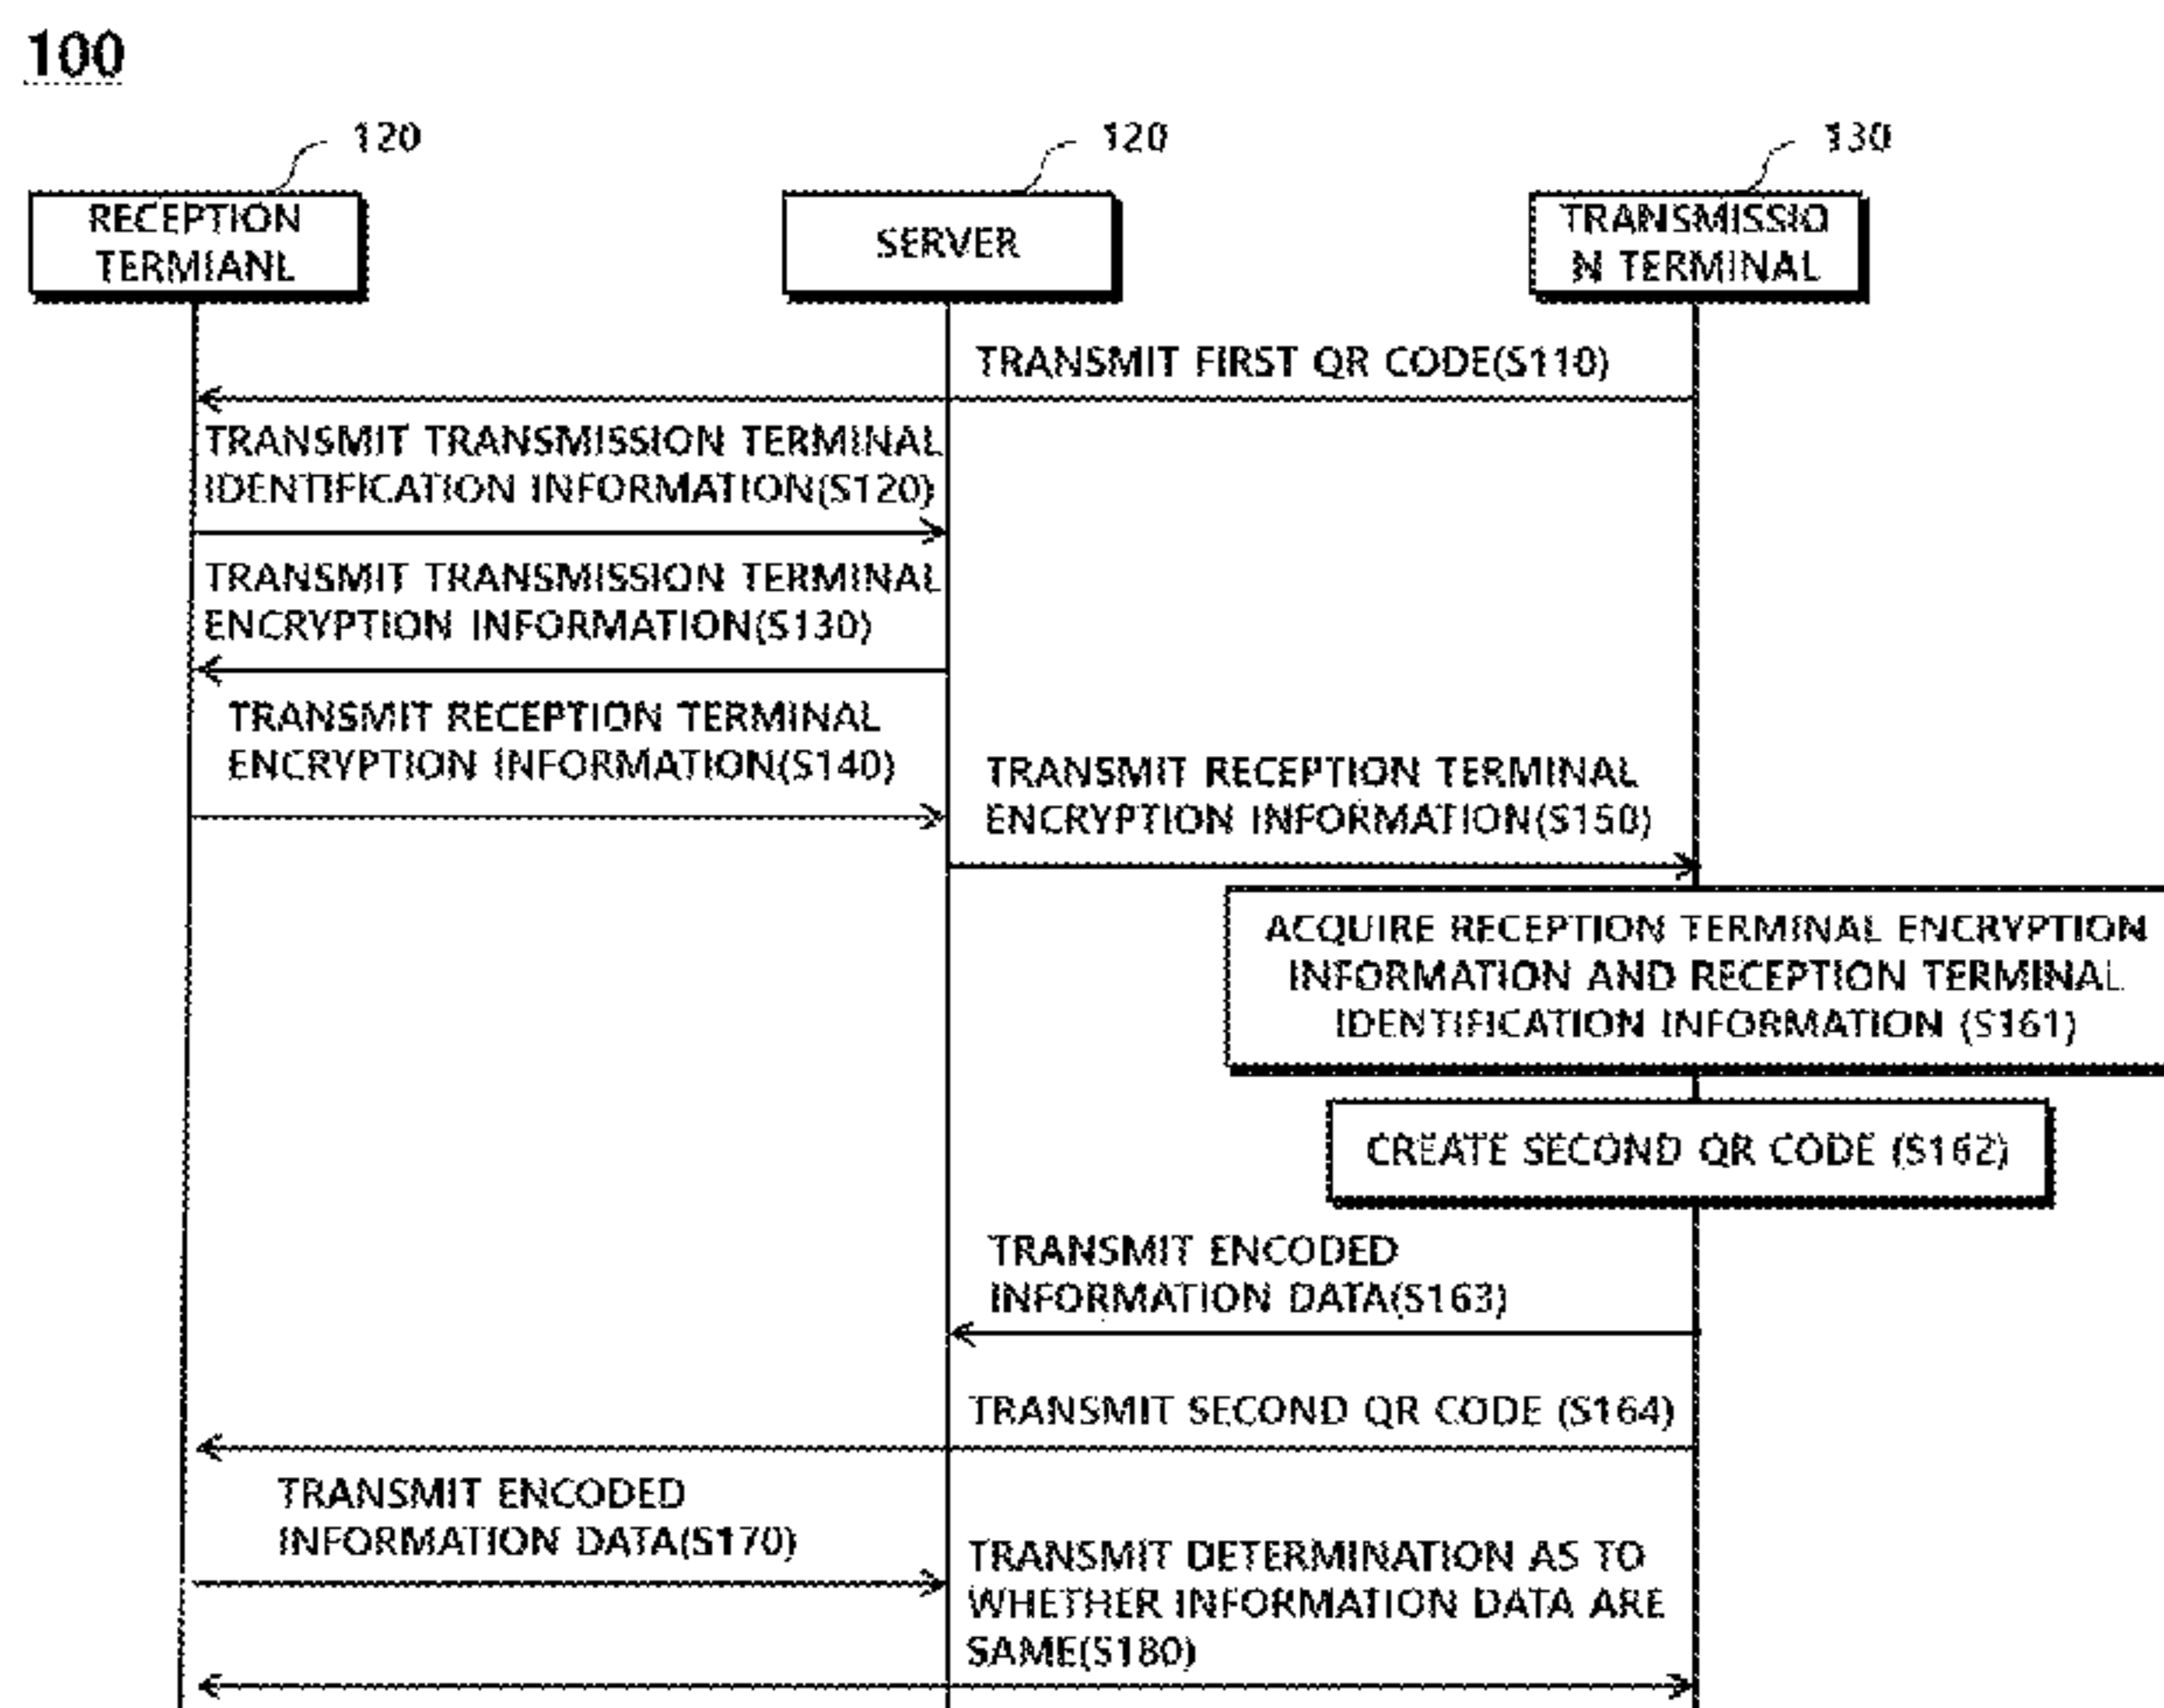 100
120
120
130
RECEPTION
TERMIANL
SERVER
TRANSMISSIO
N TERMINAL
TRANSMIT FIRST QR CODE(S110)
TRANSMIT TRANSMISSION TERMINAL
IDENTIFICATION INFORMATION(S120)
TRANSMIT TRANSMISSION TERMINAL
ENCRYPTION INFORMATION(S130)
TRANSMIT RECEPTION TERMINAL
ENCRYPTION INFORMATION(S140)
TRANSMIT RECEPTION TERMINAL
ENCRYPTION INFORMATION(S150)
ACQUIRE RECEPTION TERMINAL ENCRYPTION
INFORMATION AND RECEPTION TERMINAL
IDENTIFICATION INFORMATION (S161)
CREATE SECOND QR CODE (S162)
TRANSMIT ENCODED
INFORMATION DATA(S163)
TRANSMIT SECOND QR CODE (S164)
TRANSMIT ENCODED
INFORMATION DATA(S170)
TRANSMIT DETERMINATION AS TO
WHETHER INFORMATION DATA ARE
SAME(S180)